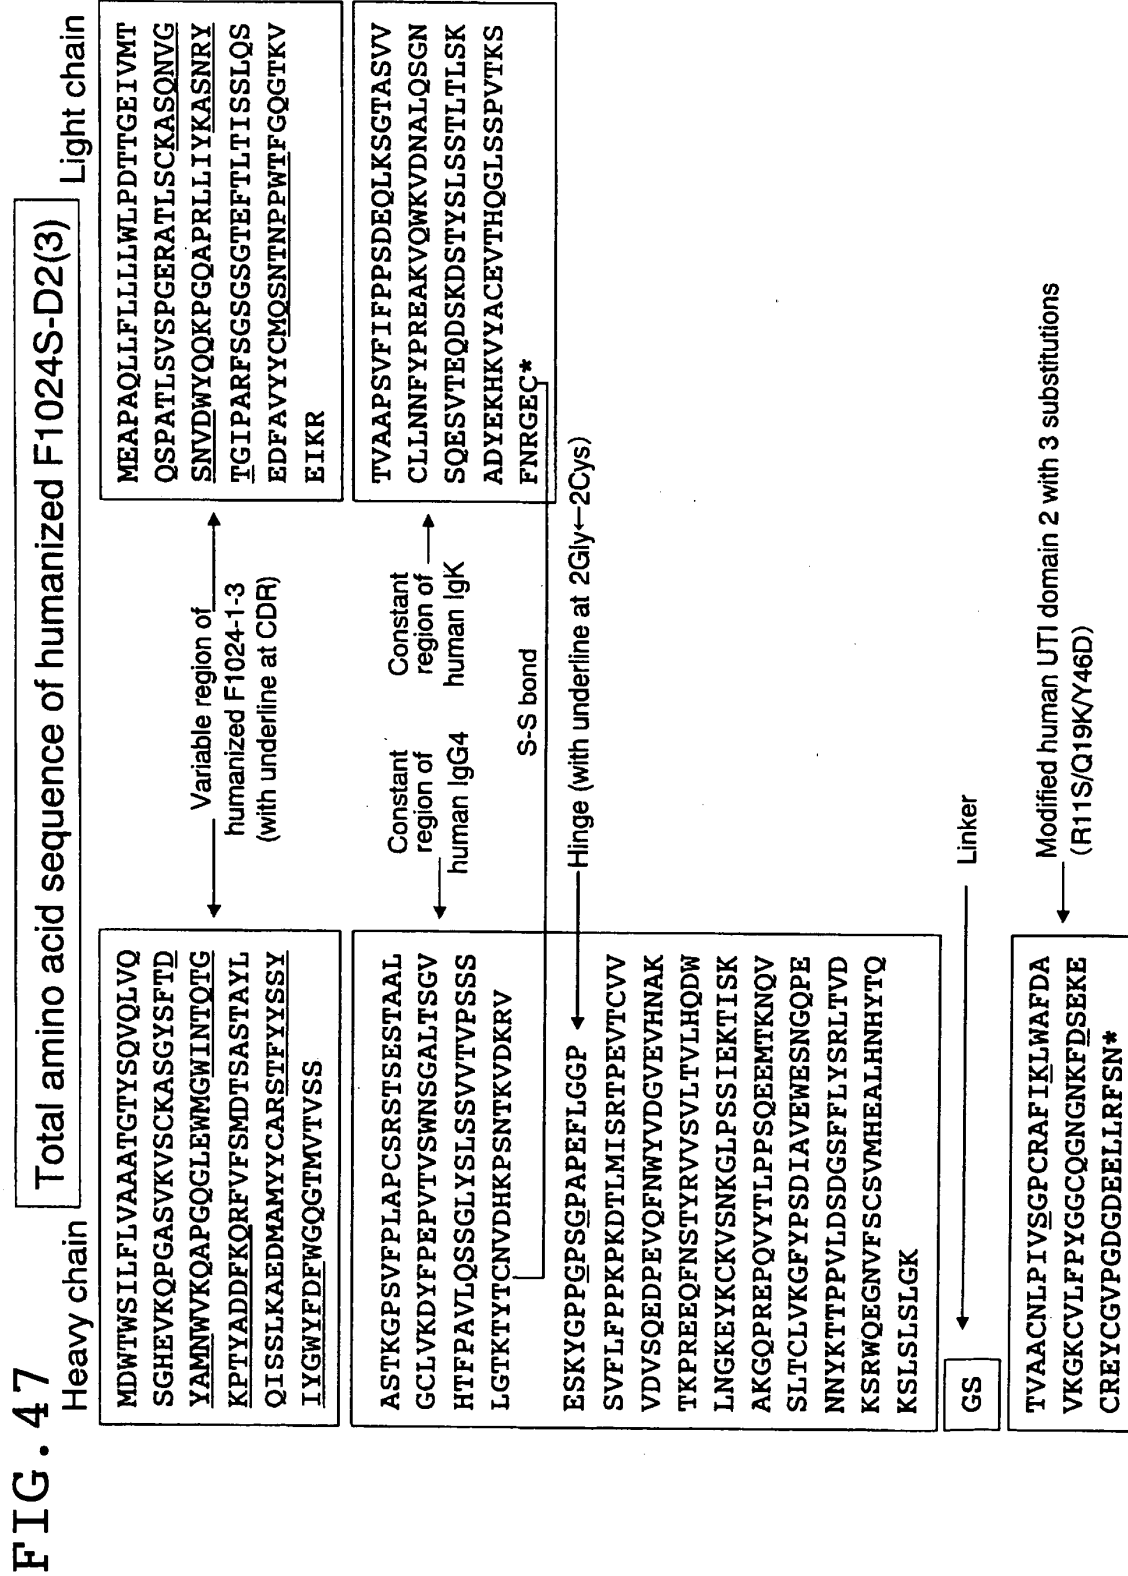 FIG. 47
Total amino acid sequence of humanized F1024S-D2(3)
Heavy chain
Light chain
MDWTWSILFLVAAATGTYSQVQLVQ
SGHEVKQPGASVKVSCKASGYSFTD
YAMNWVKQAPGQGLEWMGWINTQTG
KPTYADDFKQRFVFSMDTSASTAYL
QISSLKAEDMAMYYCARSTFYYSSY
IYGWYFDFWGQGTMVTVSS
Variable region of
humanized F1024-1-3
(with underline at CDR)
MEAPAQLLFLLLLWLPDTTGEIVMT
QSPATLSVSPGERATLSCKASQNVG
SNVDWYQQKPGQAPRLLIYKASNRY
TGIPARFSGSGSGTEFTLTISSLQS
EDFAVYYCMQSNTNPPWTFGQGTKV
EIKR
ASTKGPSVFPLAPCSRSTSESTAAL
GCLVKDYFPEPVTVSWNSGALTSGV
HTFPAVLQSSGLYSLSSVVTVPSSS
LGTKTYTCNVDHKPSNTKVDKRV
Constant
region of
human IgG4
Constant
region of
human IgK
TVAAPSVFIFPPSDEQLKSGTASVV
CLLNNFYPREAKVQWKVDNALQSGN
SQESVTEQDSKDSTYSLSSTLTLSK
ADYEKHKVYACEVTHQGLSSPVTKS
FNRGEC*
S-S bond
ESKYGPPGPSGPAPEFLGGP
Hinge (with underline at 2Gly←2Cys)
SVFLFPPKPKDTLMISRTPEVTCVV
VDVSQEDPEVQFNWYVDGVEVHNAK
TKPREEQFNSTYRVVSVLTVLHQDW
LNGKEYKCKVSNKGLPSSIEKTISK
AKGQPREPQVYTLPPSQEEMTKNQV
SLTCLVKGFYPSDIAVEWESNGQPE
NNYKTTPPVLDSDGSFFLYSRLTVD
KSRWQEGNVFSCSVMHEALHNHYTQ
KSLSLSLGK
GS
Linker
TVAACNLPIVSGPCRAFIKLWAFDA
VKGKCVLFPYGGCQGNGNKFDSEKE
CREYCGVPGDGDEELLRFSN*
Modified human UTI domain 2 with 3 substitutions
(R11S/Q19K/Y46D)